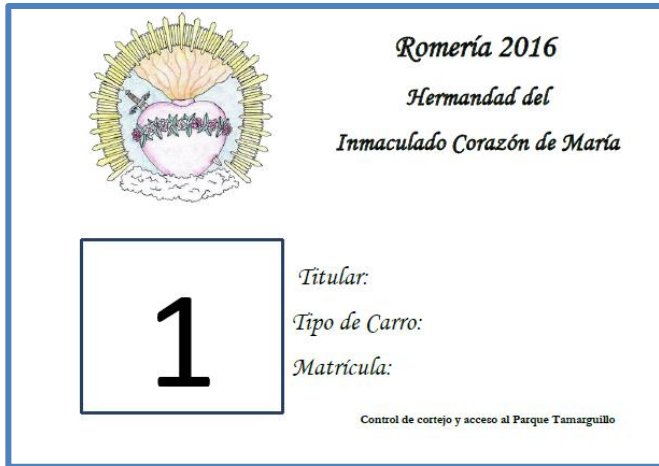 Romería 2016
Hermandad del
Inmaculado Corazón de María
1
Titular:
Tipo de Carro:
Matrícula:
Control de cortejo y acceso al Parque Tamarguillo